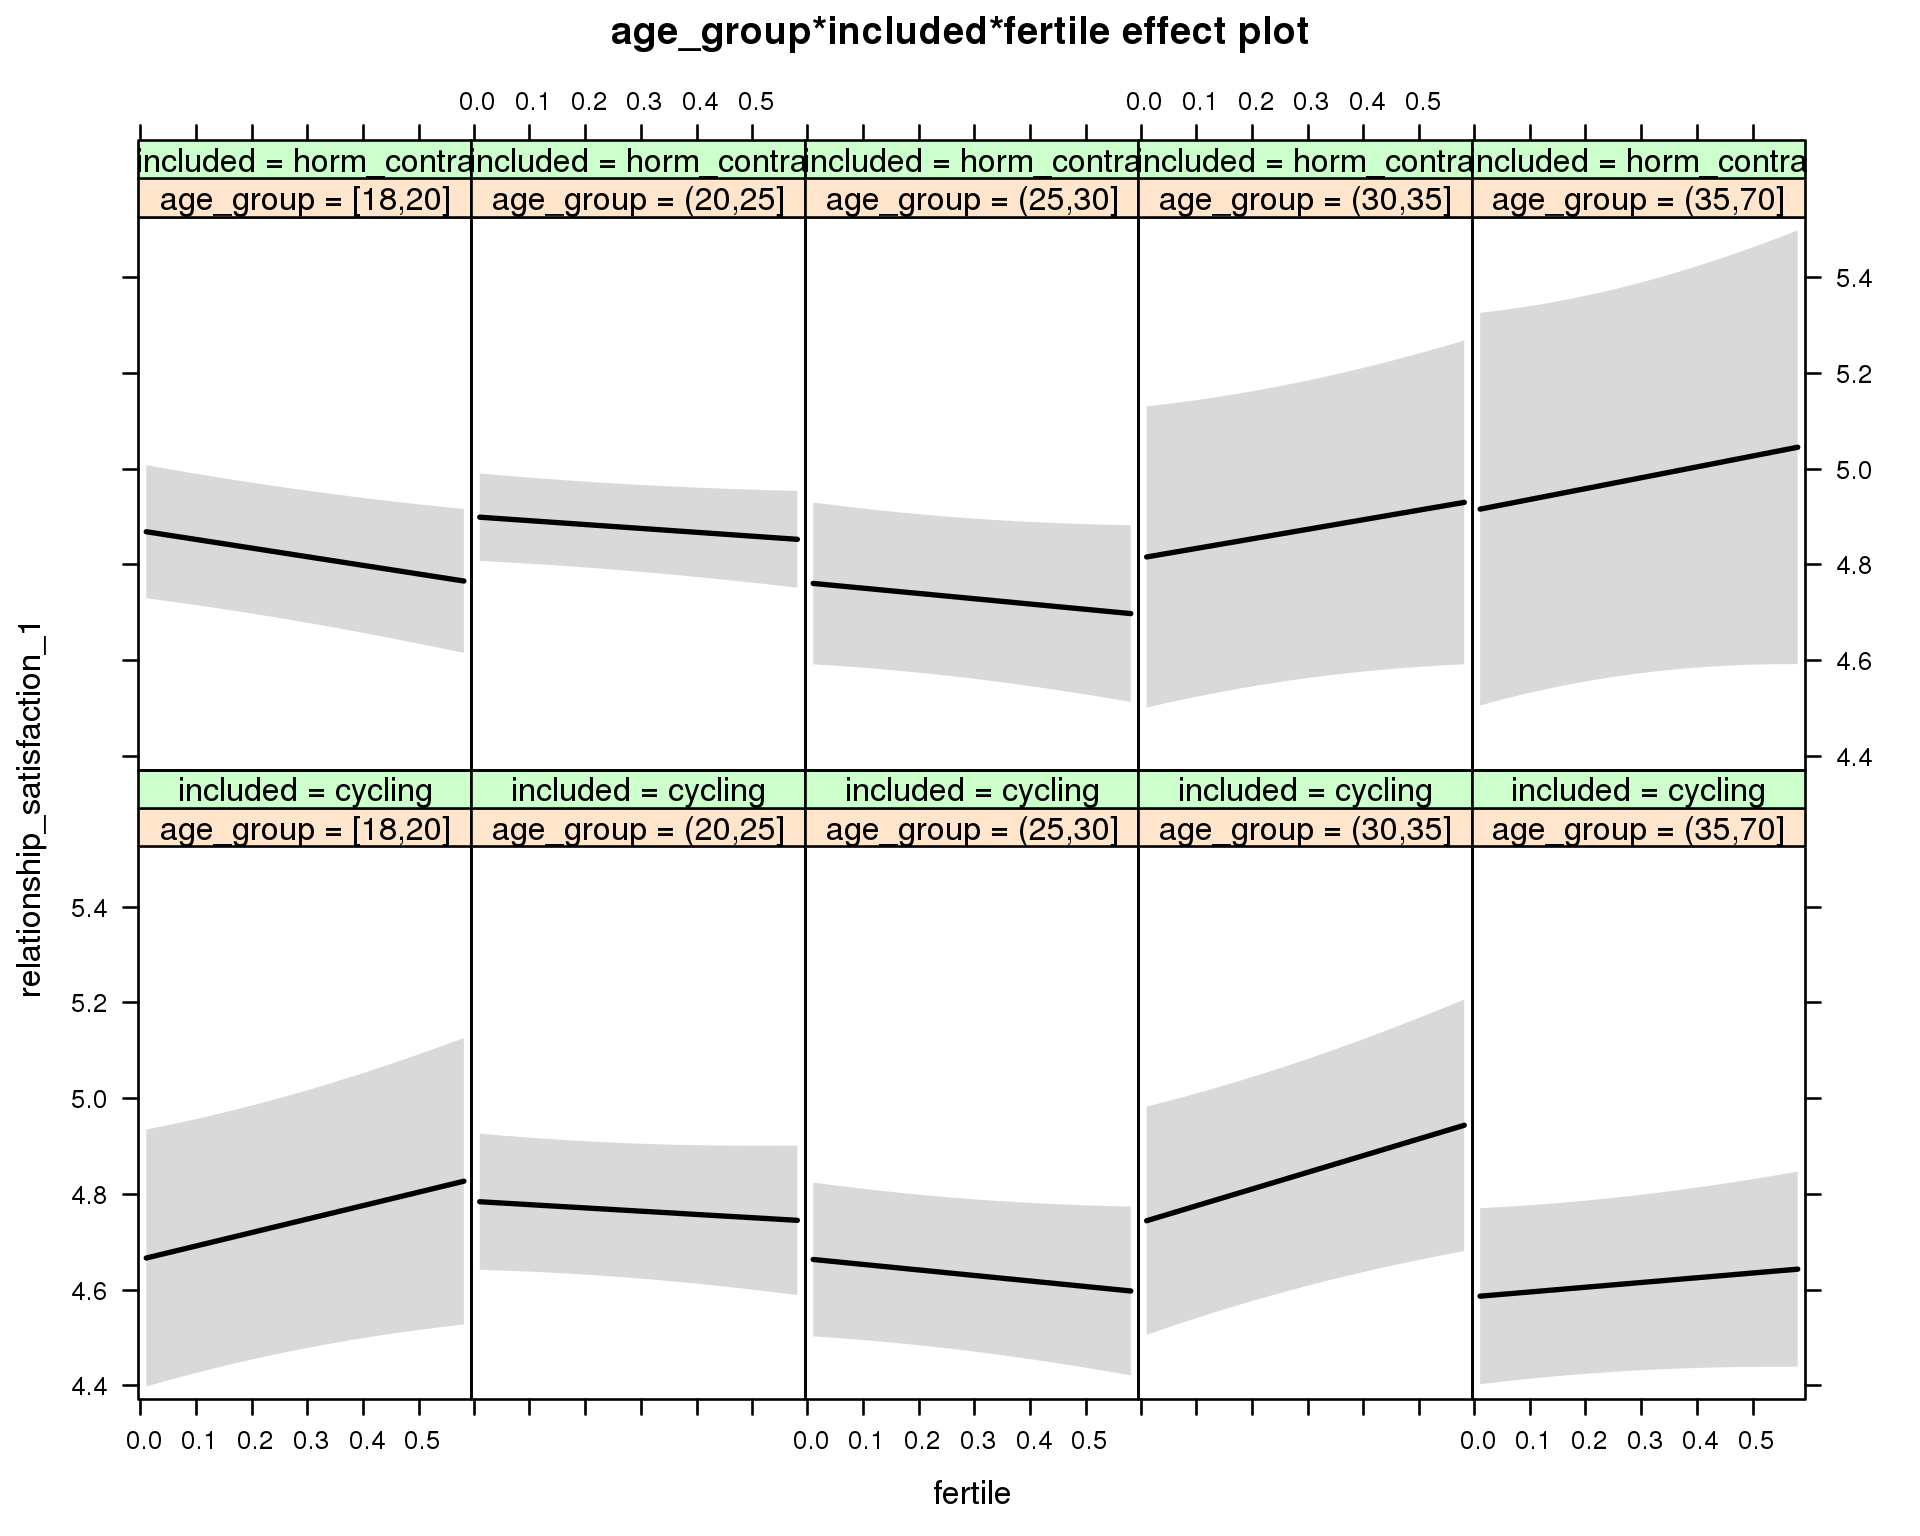 age_group*included*fertile effect plot
0.0 0.1 0.2 0.3 0.4 0.5 0.0 0.1 0.2 0.3 0.4 0.5
included = horm_contra included = horm_contra included = horm_contra included = horm_contra included = horm_contra
age_group = [18,20] age_group = (20,25] age_group = (25,30] age_group = (30,35] age_group = (35,70]
5.4
5.2
5.0
4.8
4.6
4.4
relationship_satisfaction_1
included = cycling included = cycling included = cycling included = cycling included = cycling
age_group = [18,20] age_group = (20,25] age_group = (25,30] age_group = (30,35] age_group = (35,70]
5.4
5.2
5.0
4.8
4.6
4.4
0.0 0.1 0.2 0.3 0.4 0.5 0.0 0.1 0.2 0.3 0.4 0.5 0.0 0.1 0.2 0.3 0.4 0.5
fertile